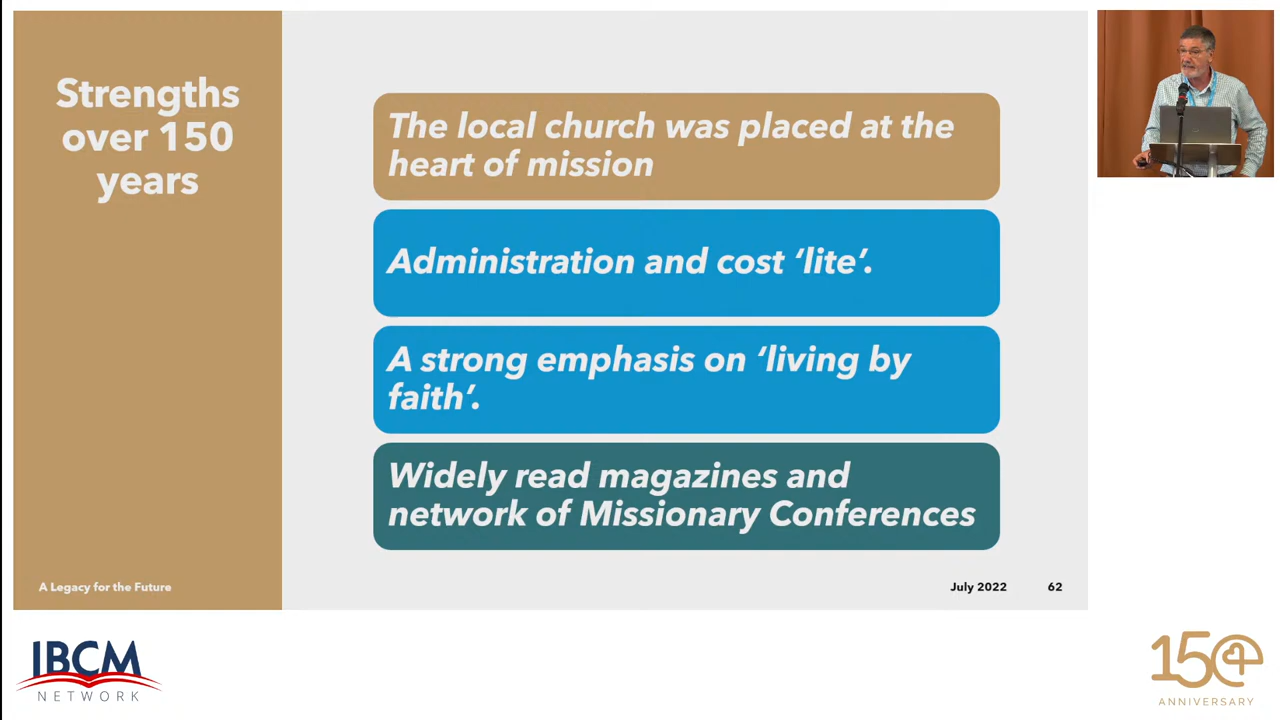 Strengths
over 150
years
The local church was placed at the
heart of mission
Administration and cost ‘lite’.
A strong emphasis on ‘living by
faith’.
Widely read magazines and
network of Missionary Conferences
A Legacy for the Future
July 2022
62
IBCM
NETWORK
150
ANNIVERSARY